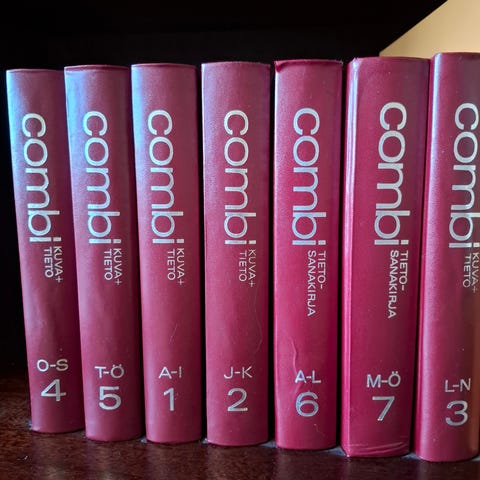 combi
KUVA+
TIETO
O-S
4
combi
KUVA+
TIETO
T-Ö
5
combi
KUVA+
TIETO
A-I
1
combi
KUVA+
TIETO
J-K
2
combi
TIETO-
SANAKIRJA
A-L
6
combi
TIETO-
SANAKIRJA
M-Ö
7
combi
KUVA+
TIETO
L-N
3